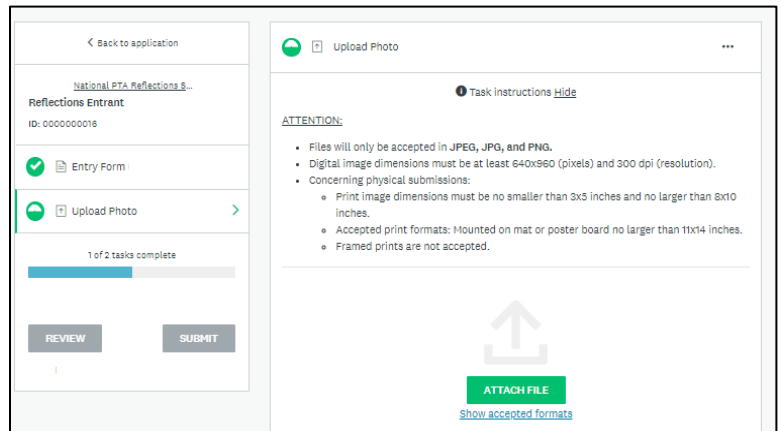 Back to application
National PTA Reflections S...
Reflections Entrant
ID: 0000000016
Entry Form
Upload Photo
1 of 2 tasks complete
REVIEW
SUBMIT
Upload Photo
...
Task instructions Hide
ATTENTION:
Files will only be accepted in JPEG, JPG, and PNG.
Digital image dimensions must be at least 640x960 (pixels) and 300 dpi (resolution).
Concerning physical submissions:
Print image dimensions must be no smaller than 3x5 inches and no larger than 8x10
inches.
Accepted print formats: Mounted on mat or poster board no larger than 11x14 inches.
Framed prints are not accepted.
ATTACH FILE
Show accepted formats